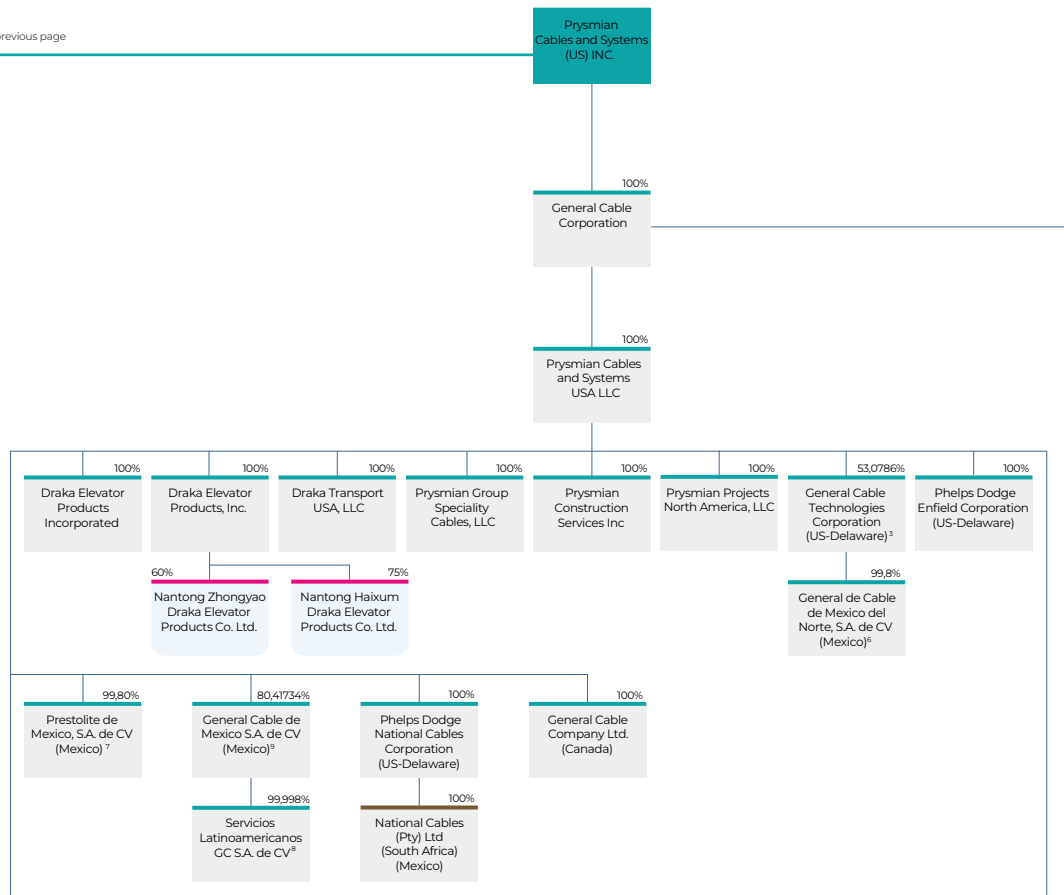 previous page
Prysmian
Cables and Systems
(US) INC.
100%
General Cable
Corporation
100%
Prysmian Cables
and Systems
USA LLC
100%
Draka Elevator
Products
Incorporated
100%
Draka Elevator
Products, Inc.
100%
Draka Transport
USA, LLC
100%
Prysmian Group
Speciality
Cables, LLC
100%
Prysmian
Construction
Services Inc
100%
Prysmian Projects
North America, LLC
53,0786%
General Cable
Technologies
Corporation
(US-Delaware) ³
100%
Phelps Dodge
Enfield Corporation
(US-Delaware)
60%
Nantong Zhongyao
Draka Elevator
Products Co. Ltd.
75%
Nantong Haixum
Draka Elevator
Products Co. Ltd.
99,8%
General de Cable
de Mexico del
Norte, S.A. de CV
(Mexico)⁶
99,80%
Prestolite de
Mexico, S.A. de CV
(Mexico) ⁷
80,41734%
General Cable de
Mexico S.A. de CV
(Mexico)⁹
100%
Phelps Dodge
National Cables
Corporation
(US-Delaware)
100%
General Cable
Company Ltd.
(Canada)
99,998%
Servicios
Latinoamericanos
GC S.A. de CV⁸
100%
National Cables
(Pty) Ltd
(South Africa)
(Mexico)